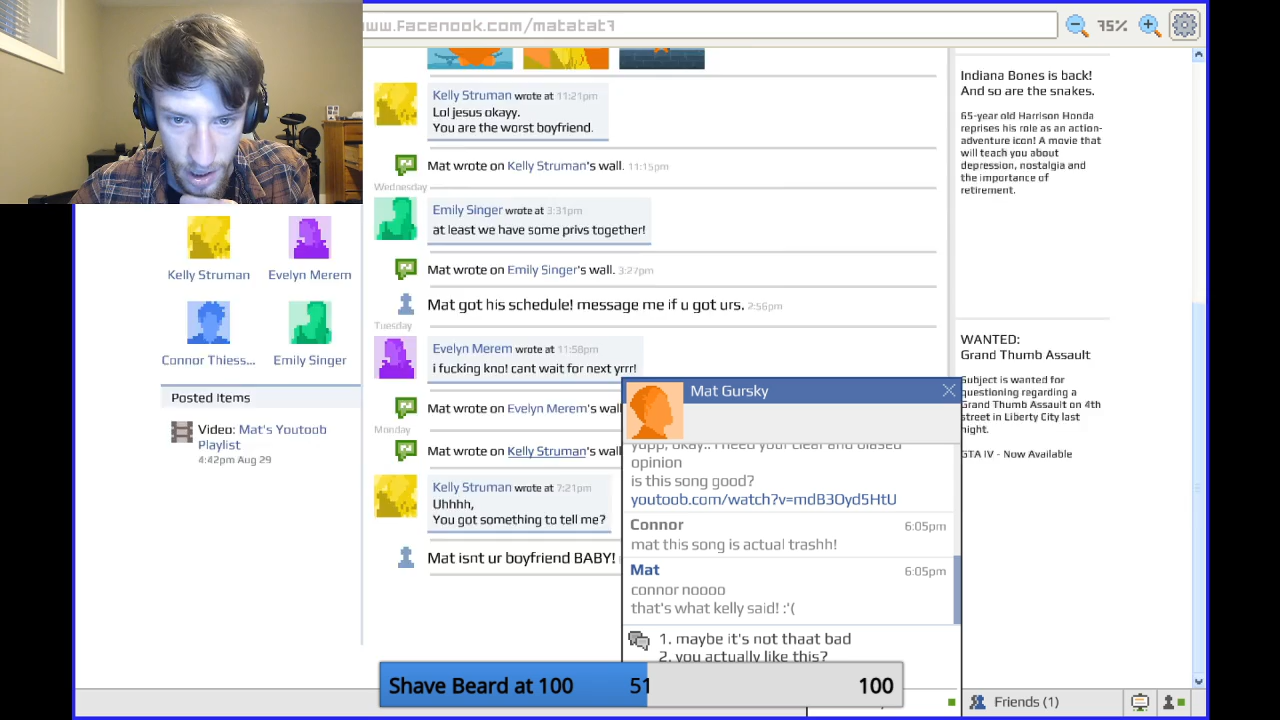 ww.facenook.com/matatat7
75%
Kelly Struman wrote at 11:21pm
Lol jesus okayy.
You are the worst boyfriend.
Mat wrote on Kelly Struman's wall. 11:15pm
Wednesday
Emily Singer wrote at 3:31pm
at least we have some privs together!
Mat wrote on Emily Singer's wall. 3:27pm
Mat got his schedule! message me if u got urs. 2:56pm
Tuesday
Evelyn Merem wrote at 11:58pm
i fucking kno! cant wait for next yrrr!
Mat wrote on Evelyn Merem's wall
Monday
Mat wrote on Kelly Struman's wall
Kelly Struman wrote at 7:21pm
Uhhhh,
You got something to tell me?
Mat isnt ur boyfriend BABY!
Kelly Struman
Evelyn Merem
Connor Thiess...
Emily Singer
Posted Items
Video: Mat's Youtoob
Playlist
4:42pm Aug 29
Indiana Bones is back!
And so are the snakes.
65-year old Harrison Honda
reprises his role as an action-
adventure icon! A movie that
will teach you about
depression, nostalgia and
the importance of
retirement.
WANTED:
Grand Thumb Assault
Subject is wanted for
questioning regarding a
Grand Thumb Assault on 4th
street in Liberty City last
night.
GTA IV - Now Available
Mat Gursky
yupp, okay.. I need your clear and biased
opinion
is this song good?
youtoob.com/watch?v=mdB3Oyd5HtU
Connor 6:05pm
mat this song is actual trashh!
Mat 6:05pm
connor noooo
that's what kelly said! :'(
1. maybe it's not thaat bad
2. you actually like this?
Shave Beard at 100 51 100
Friends (1)